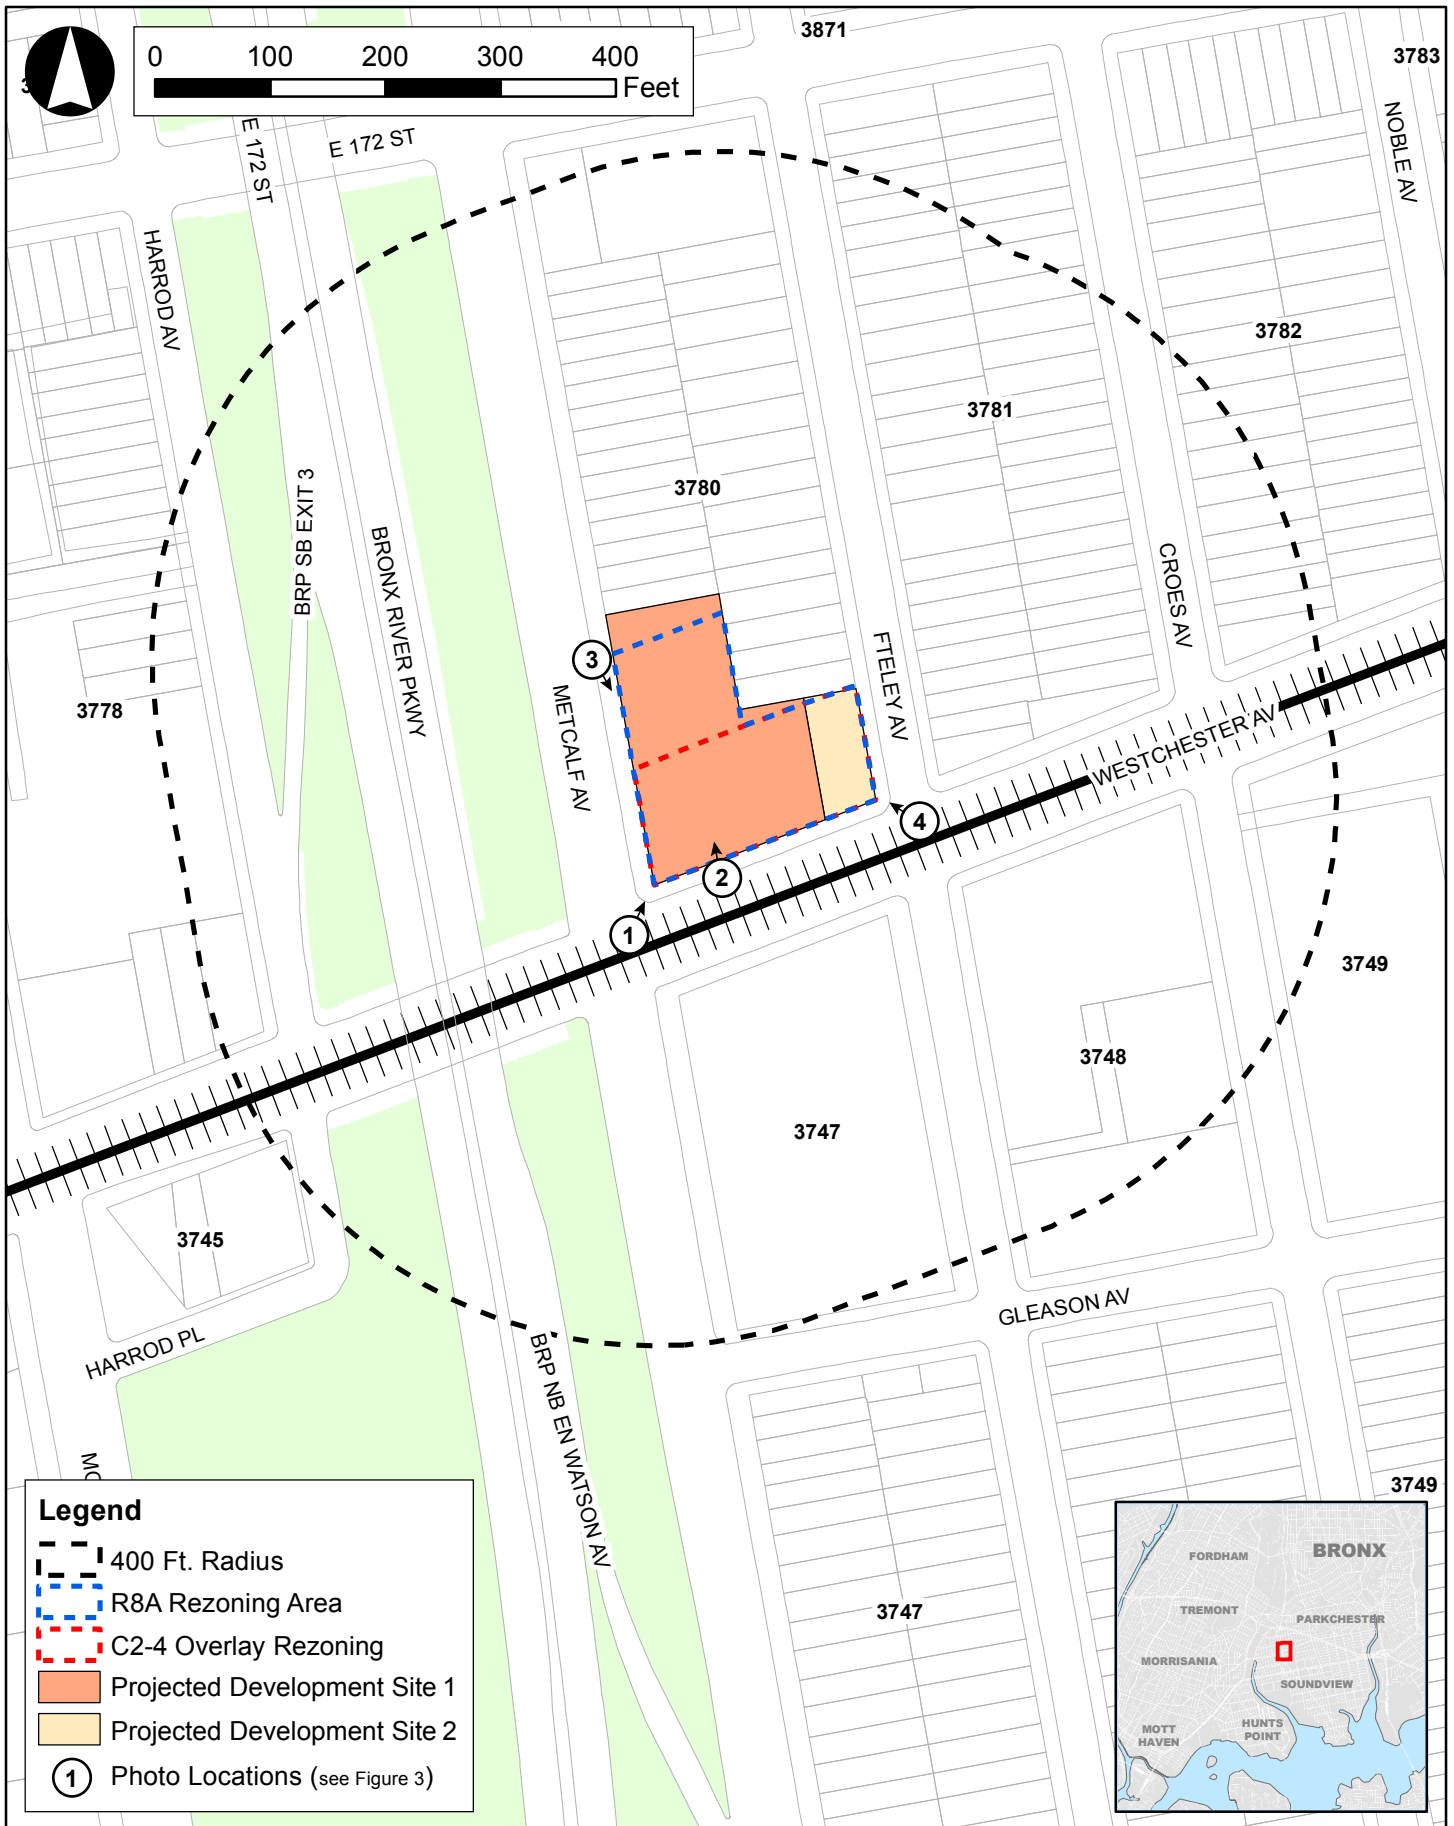 0 100 200 300 400
Feet
3871
3783
E 172 ST
E 172 ST
NOBLE AV
HARROD AV
3782
3781
3780
BRP SB EXIT 3
BRONX RIVER PKWY
CROES AV
FTELEY AV
3
METCALF AV
3778
WESTCHESTER AV
4
2
1
3749
3748
3747
3745
GLEASON AV
HARROD PL
BRP NB EN WATSON AV
MO
3749
3747
Legend
400 Ft. Radius
R8A Rezoning Area
C2-4 Overlay Rezoning
Projected Development Site 1
Projected Development Site 2
1 Photo Locations (see Figure 3)
BRONX
FORDHAM
TREMONT
PARKCHESTER
MORRISANIA
SOUNDVIEW
MOTT
HAVEN
HUNTS
POINT